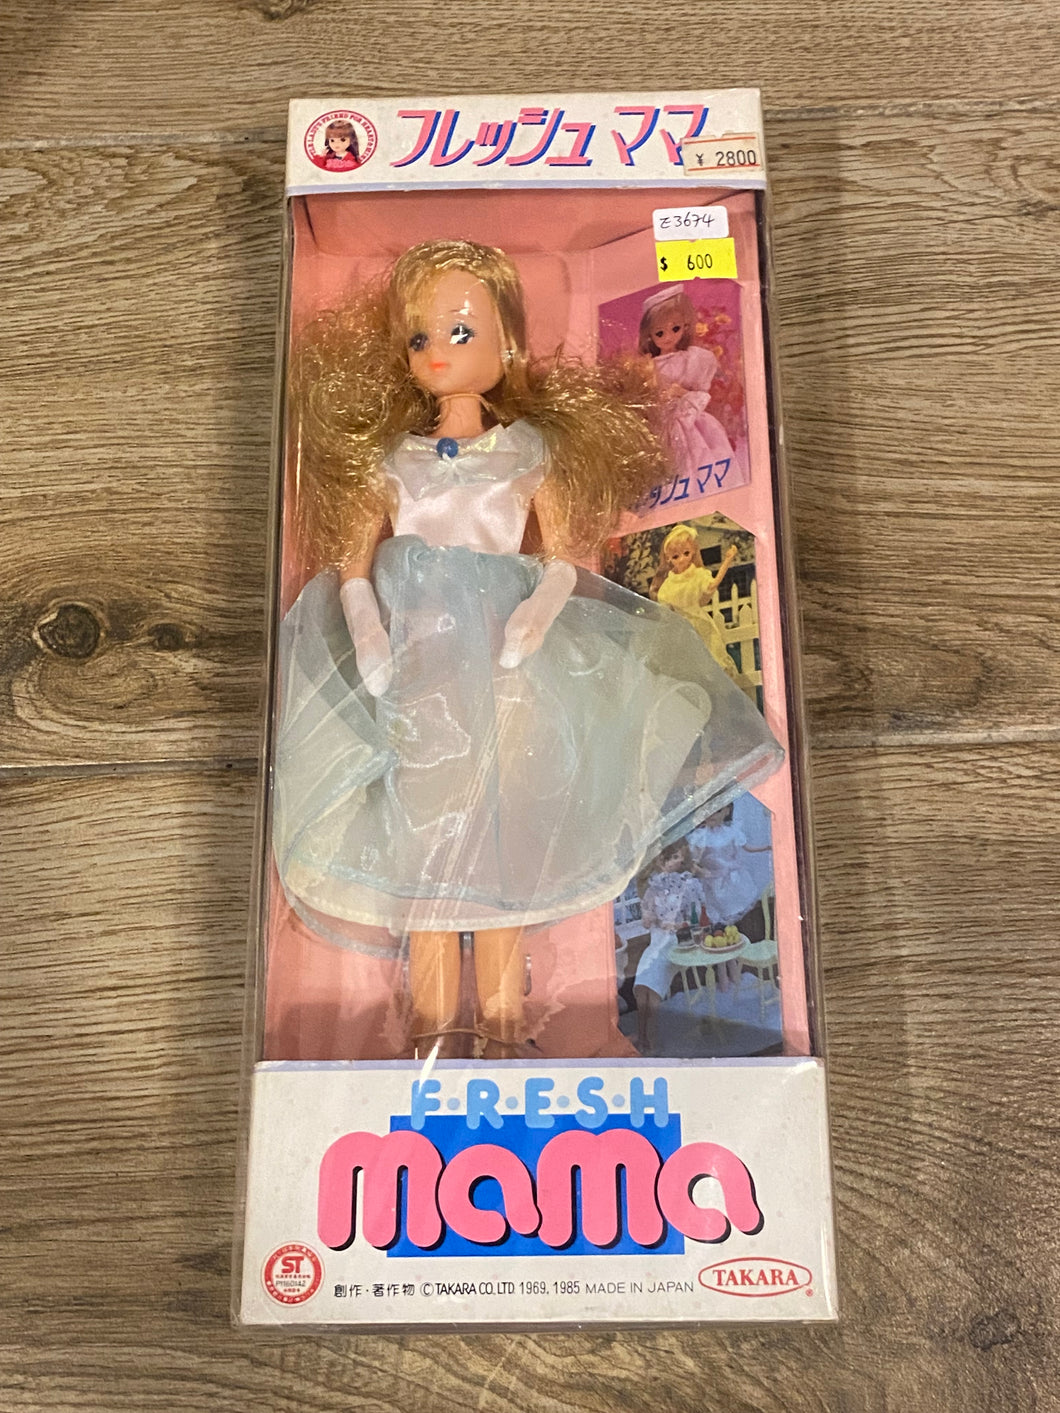 フレッシュ ママ
¥ 2800
Z3674
$ 600
ッシュ ママ
F·R·E·S·H
mama
ST
創作・著作物 ©TAKARA CO.,LTD. 1969, 1985 MADE IN JAPAN
TAKARA®